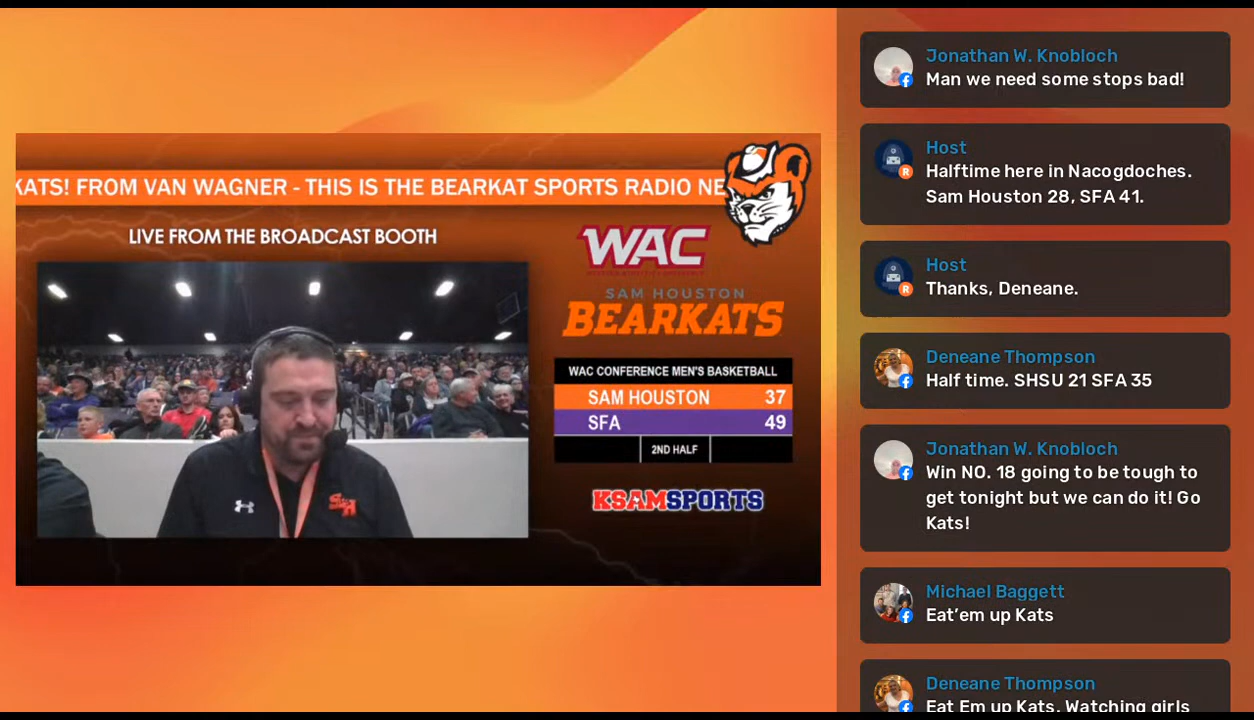 KATS! FROM VAN WAGNER - THIS IS THE BEARKAT SPORTS RADIO NE
LIVE FROM THE BROADCAST BOOTH
WAC
SAM HOUSTON
BEARKATS
WAC CONFERENCE MEN'S BASKETBALL
SAM HOUSTON 37
SFA 49
2ND HALF
KSAMSPORTS
SH
Jonathan W. Knobloch
Man we need some stops bad!
Host
Halftime here in Nacogdoches.
Sam Houston 28, SFA 41.
Host
Thanks, Deneane.
Deneane Thompson
Half time. SHSU 21 SFA 35
Jonathan W. Knobloch
Win NO. 18 going to be tough to
get tonight but we can do it! Go
Kats!
Michael Baggett
Eat’em up Kats
Deneane Thompson
Eat Em up Kats. Watching girls